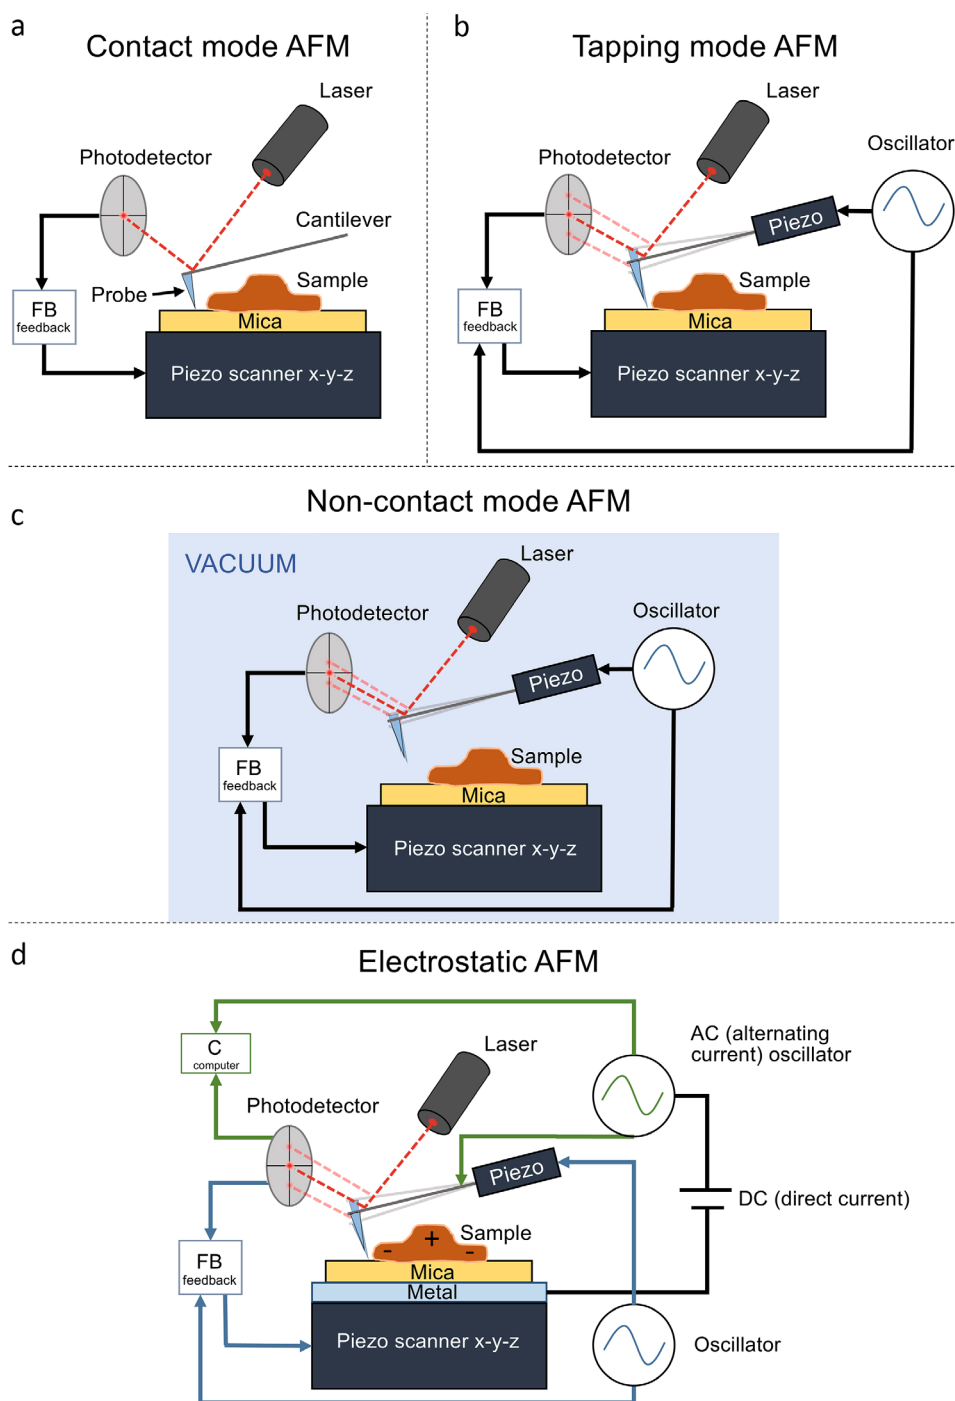 a
Contact mode AFM
Laser
Photodetector
Cantilever
Probe
Sample
FB
feedback
Mica
Piezo scanner x-y-z
b
Tapping mode AFM
Laser
Photodetector
Oscillator
Piezo
Sample
FB
feedback
Mica
Piezo scanner x-y-z
c
Non-contact mode AFM
VACUUM
Laser
Photodetector
Oscillator
Piezo
Sample
FB
feedback
Mica
Piezo scanner x-y-z
d
Electrostatic AFM
C
computer
AC (alternating
current) oscillator
Laser
Photodetector
Piezo
DC (direct current)
Sample
- + -
FB
feedback
Mica
Metal
Piezo scanner x-y-z
Oscillator